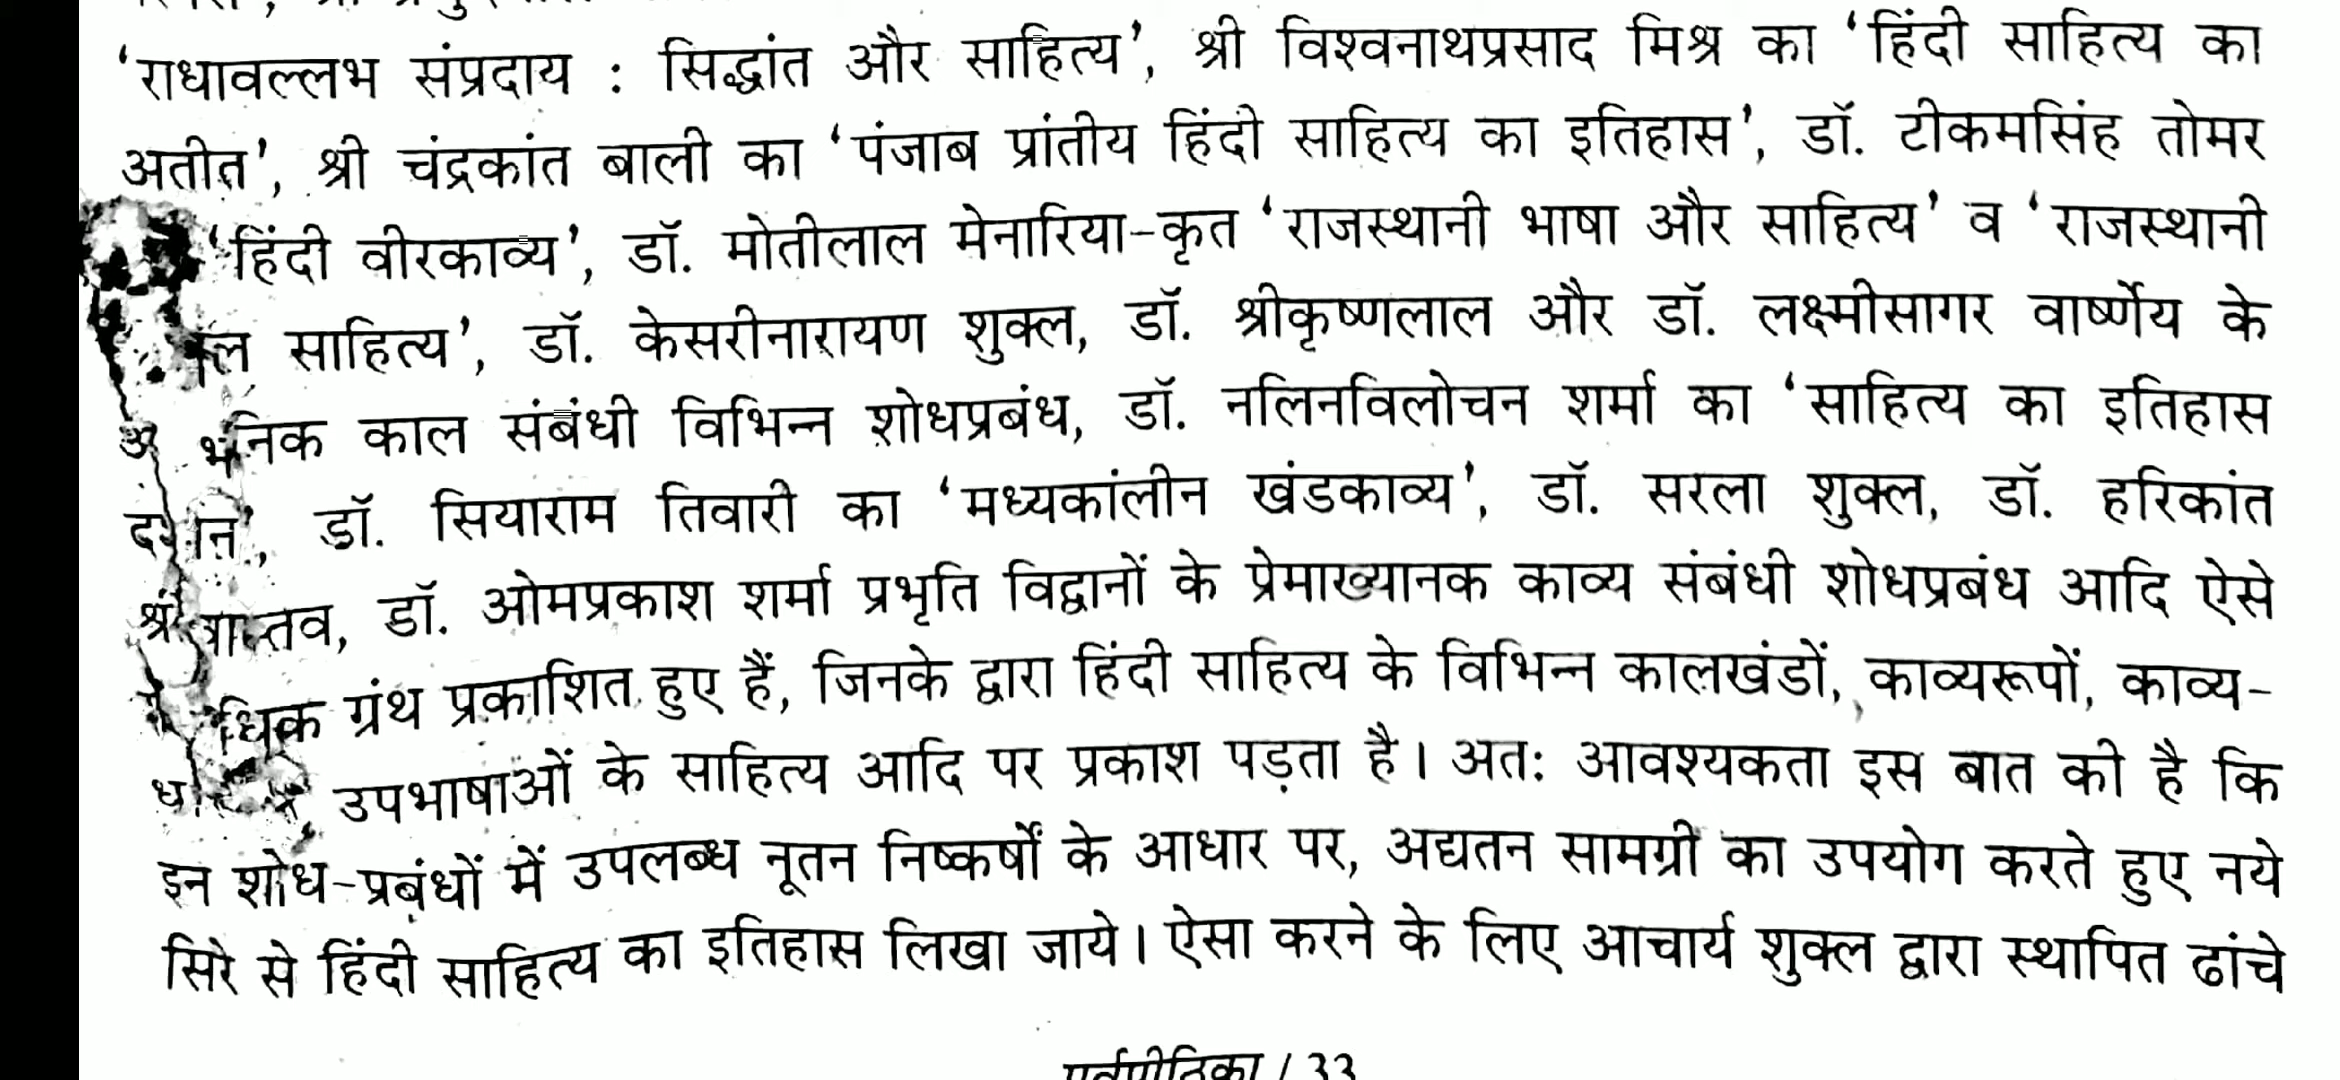 'राधावल्लभ संप्रदाय : सिद्धांत और साहित्य', श्री विश्वनाथप्रसाद मिश्र का 'हिंदी साहित्य का
अतीत', श्री चंद्रकांत बाली का 'पंजाब प्रांतीय हिंदी साहित्य का इतिहास', डॉ. टीकमसिंह तोमर
'हिंदी वीरकाव्य', डॉ. मोतीलाल मेनारिया-कृत 'राजस्थानी भाषा और साहित्य' व 'राजस्थानी
साहित्य', डॉ. केसरीनारायण शुक्ल, डॉ. श्रीकृष्णलाल और डॉ. लक्ष्मीसागर वार्ष्णेय के
काल संबंधी विभिन्न शोधप्रबंध, डॉ. नलिनविलोचन शर्मा का 'साहित्य का इतिहास
डॉ. सियाराम तिवारी का 'मध्यकांलीन खंडकाव्य', डॉ. सरला शुक्ल, डॉ. हरिकांत
श्रीवास्तव, डॉ. ओमप्रकाश शर्मा प्रभृति विद्वानों के प्रेमाख्यानक काव्य संबंधी शोधप्रबंध आदि ऐसे
ग्रंथ प्रकाशित हुए हैं, जिनके द्वारा हिंदी साहित्य के विभिन्न कालखंडों, काव्यरूपों, काव्य-
उपभाषाओं के साहित्य आदि पर प्रकाश पड़ता है। अतः आवश्यकता इस बात की है कि
इन शोध-प्रबंधों में उपलब्ध नूतन निष्कर्षों के आधार पर, अद्यतन सामग्री का उपयोग करते हुए नये
सिरे से हिंदी साहित्य का इतिहास लिखा जाये। ऐसा करने के लिए आचार्य शुक्ल द्वारा स्थापित ढांचे
पूर्वपीठिका / 33